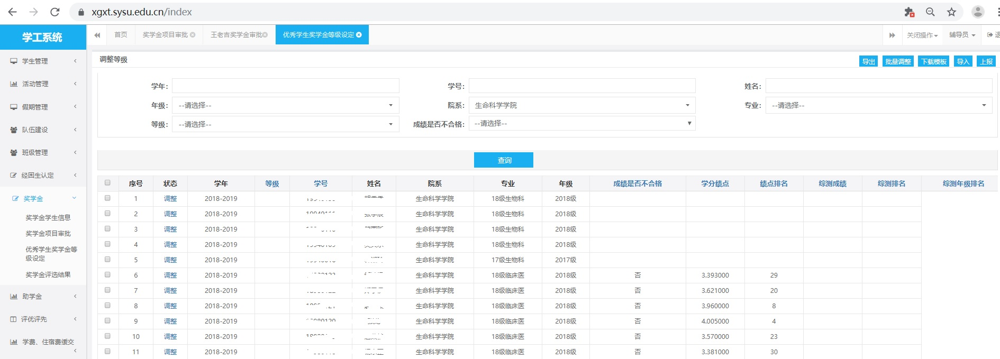 xgxt.sysu.edu.cn/index
学工系统
首页 奖学金项目审批 王老吉奖学金审批 优秀学生奖学金等级设定 关闭操作 辅导员
学生管理
活动管理
假期管理
队伍建设
班级管理
经困生认定
奖学金
奖学金学生信息
奖学金项目审批
优秀学生奖学金等
级设定
奖学金评选结果
助学金
评优评先
学费、住宿费缓交
调整等级 导出 批量调整 下载模板 导入 上报
学年: 学号: 姓名:
年级: --请选择-- 院系: 生命科学学院 专业: --请选择--
等级: --请选择-- 成绩是否不合格: --请选择--
查询
序号 状态 学年 等级 学号 姓名 院系 专业 年级 成绩是否不合格 学分绩点 绩点排名 综测成绩 综测排名 综测年级排名
1 调整 2018-2019 生命科学学院 18级生物科 2018级
2 调整 2018-2019 生命科学学院 18级生物科 2018级
3 调整 2018-2019 生命科学学院 18级生物科 2018级
4 调整 2018-2019 生命科学学院 18级生物科 2018级
5 调整 2018-2019 生命科学学院 17级生物科 2017级
6 调整 2018-2019 生命科学学院 18级临床医 2018级 否 3.393000 29
7 调整 2018-2019 生命科学学院 18级临床医 2018级 否 3.621000 20
8 调整 2018-2019 生命科学学院 18级临床医 2018级 否 3.960000 8
9 调整 2018-2019 生命科学学院 18级临床医 2018级 否 4.005000 4
10 调整 2018-2019 生命科学学院 18级临床医 2018级 否 3.570000 23
11 调整 2018-2019 生命科学学院 18级临床医 2018级 否 3.381000 30